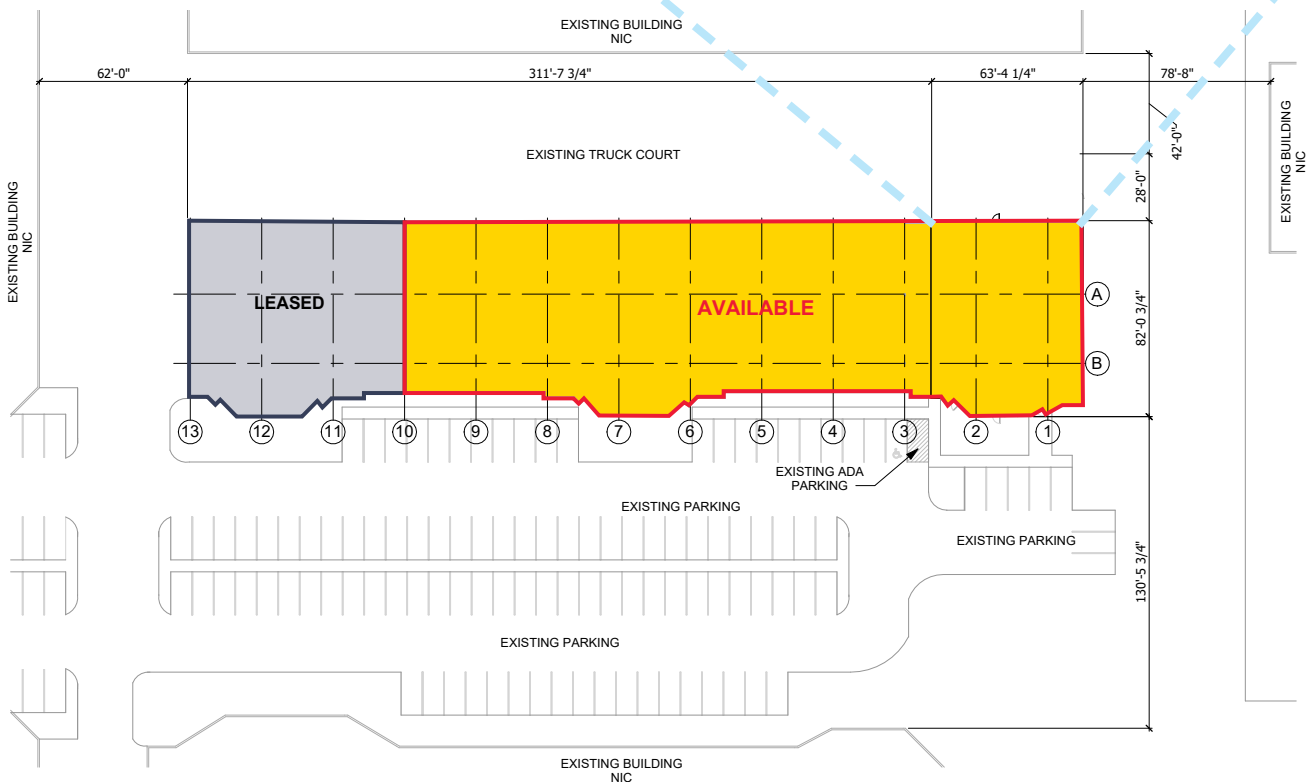 EXISTING BUILDING
NIC
62'-0"
311'-7 3/4"
63'-4 1/4"
78'-8"
42'-0"
EXISTING TRUCK COURT
28'-0"
EXISTING BUILDING
NIC
EXISTING BUILDING
NIC
LEASED
AVAILABLE
A
82'-0 3/4"
B
13
12
11
10
9
8
7
6
5
4
3
2
1
EXISTING ADA
PARKING
EXISTING PARKING
EXISTING PARKING
130'-5 3/4"
EXISTING PARKING
EXISTING BUILDING
NIC